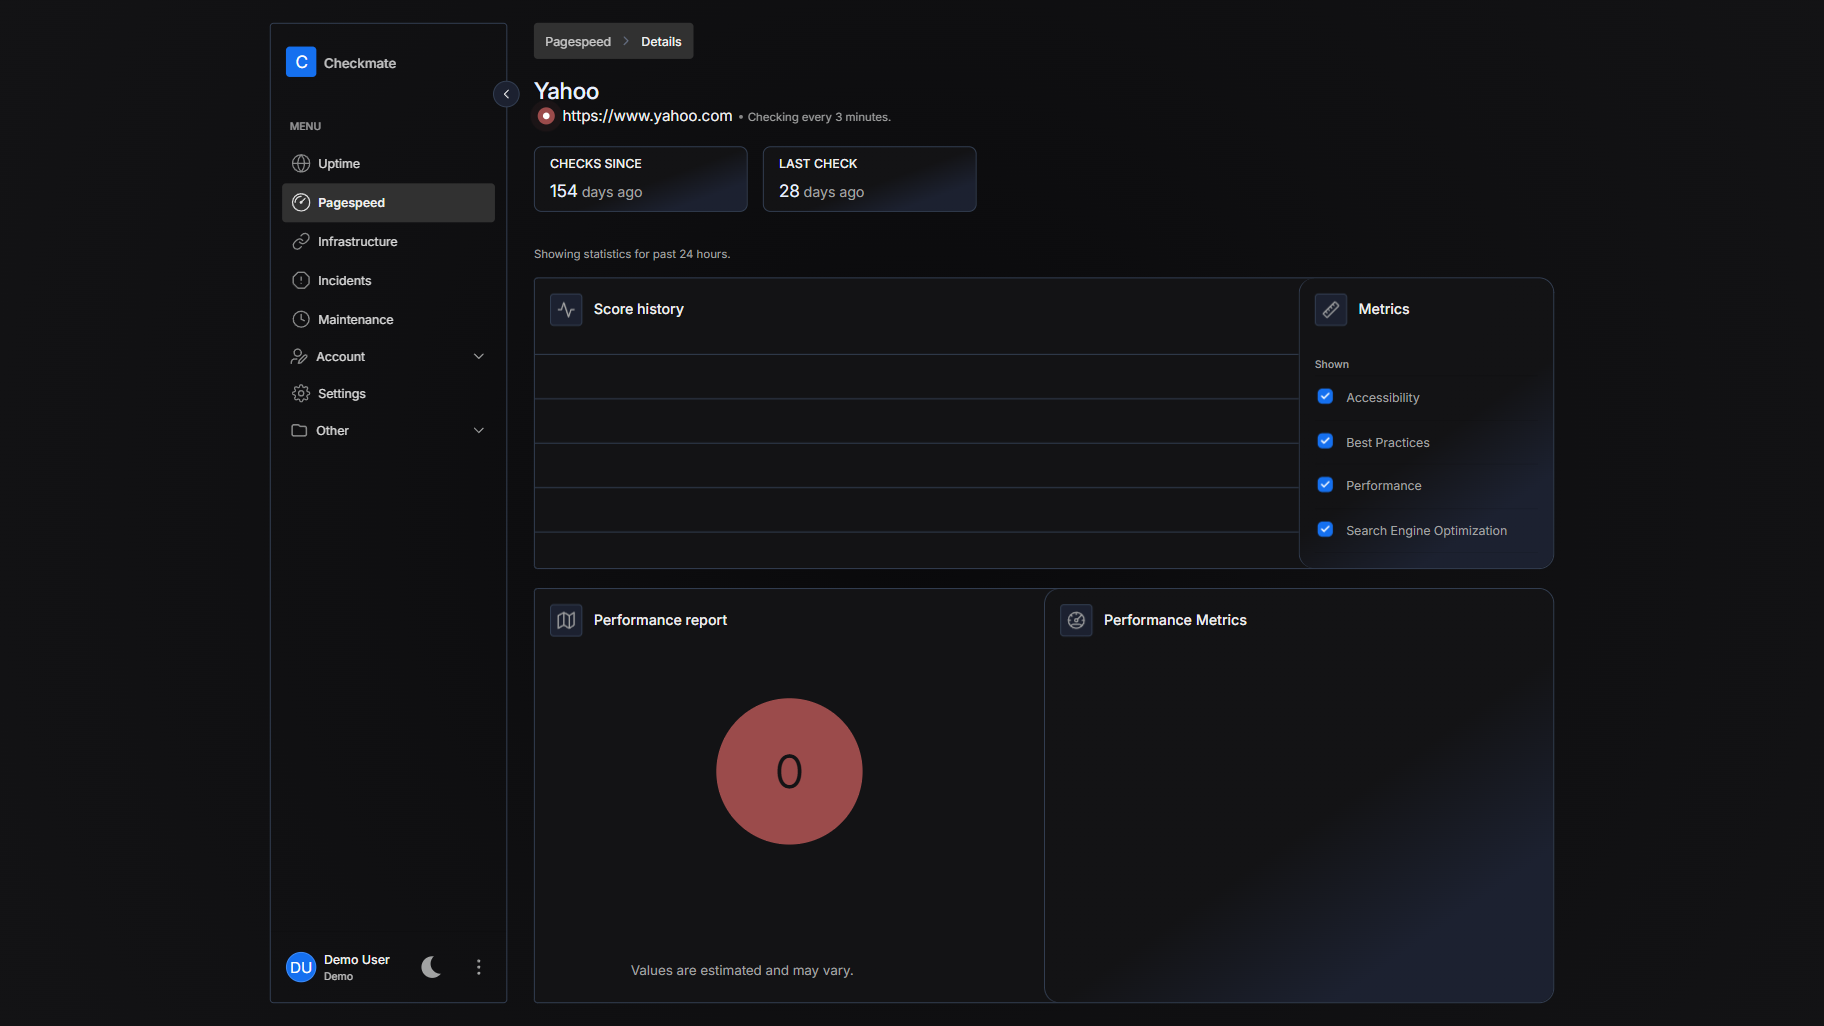 C Checkmate
MENU
Uptime
Pagespeed
Infrastructure
Incidents
Maintenance
Account
Settings
Other
DU Demo User
Demo
Pagespeed Details
Yahoo
https://www.yahoo.com • Checking every 3 minutes.
CHECKS SINCE
154 days ago
LAST CHECK
28 days ago
Showing statistics for past 24 hours.
Score history
Metrics
Shown
Accessibility
Best Practices
Performance
Search Engine Optimization
Performance report
0
Values are estimated and may vary.
Performance Metrics